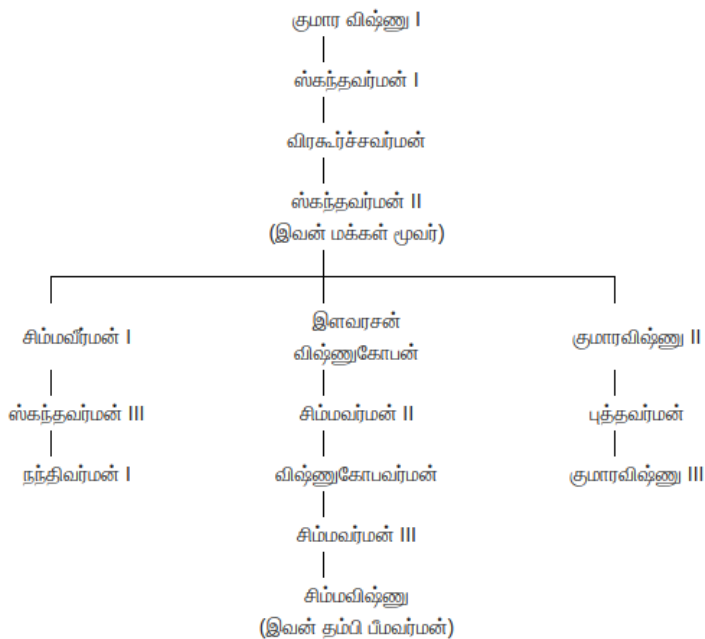 குமார விஷ்ணு I
ஸ்கந்தவர்மன் I
விரகூர்ச்சவர்மன்
ஸ்கந்தவர்மன் II
(இவன் மக்கள் மூவர்)
சிம்மவீர்மன் I
இளவரசன்
விஷ்ணுகோபன்
குமாரவிஷ்ணு II
ஸ்கந்தவர்மன் III
சிம்மவர்மன் II
புத்தவர்மன்
நந்திவர்மன் I
விஷ்ணுகோபவர்மன்
குமாரவிஷ்ணு III
சிம்மவர்மன் III
சிம்மவிஷ்ணு
(இவன் தம்பி பீமவர்மன்)